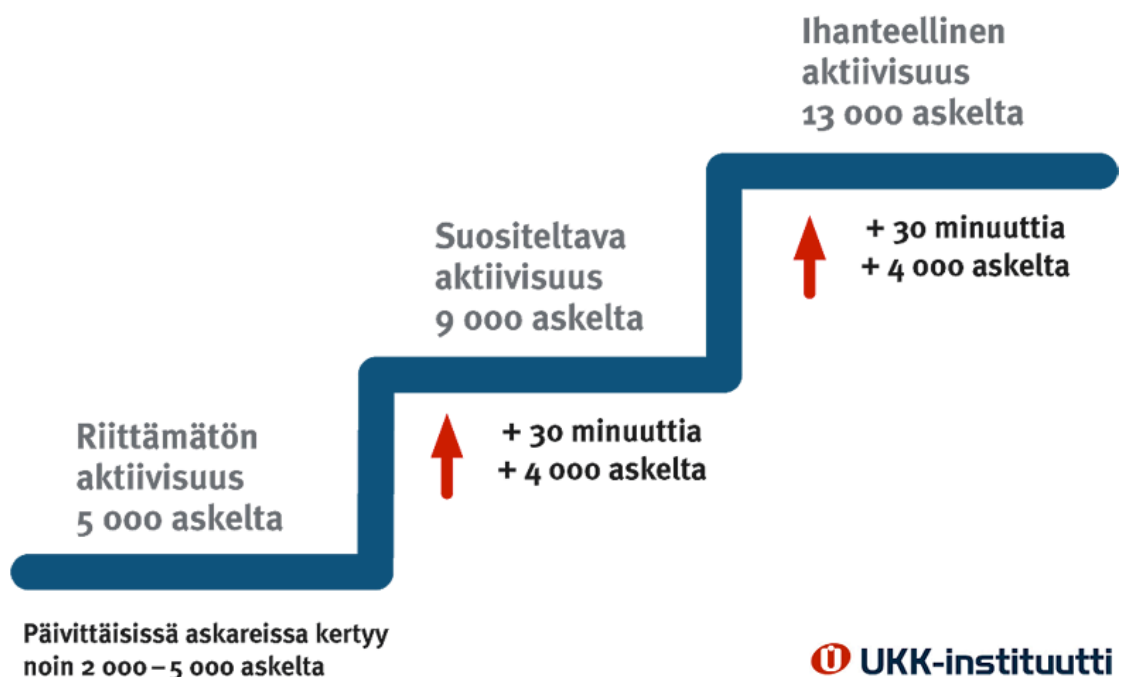 Ihanteellinen
aktiivisuus
13 000 askelta
+ 30 minuuttia
+ 4 000 askelta
Suositeltava
aktiivisuus
9 000 askelta
+ 30 minuuttia
+ 4 000 askelta
Riittämätön
aktiivisuus
5 000 askelta
Päivittäisissä askareissa kertyy
noin 2 000 – 5 000 askelta
UKK-instituutti